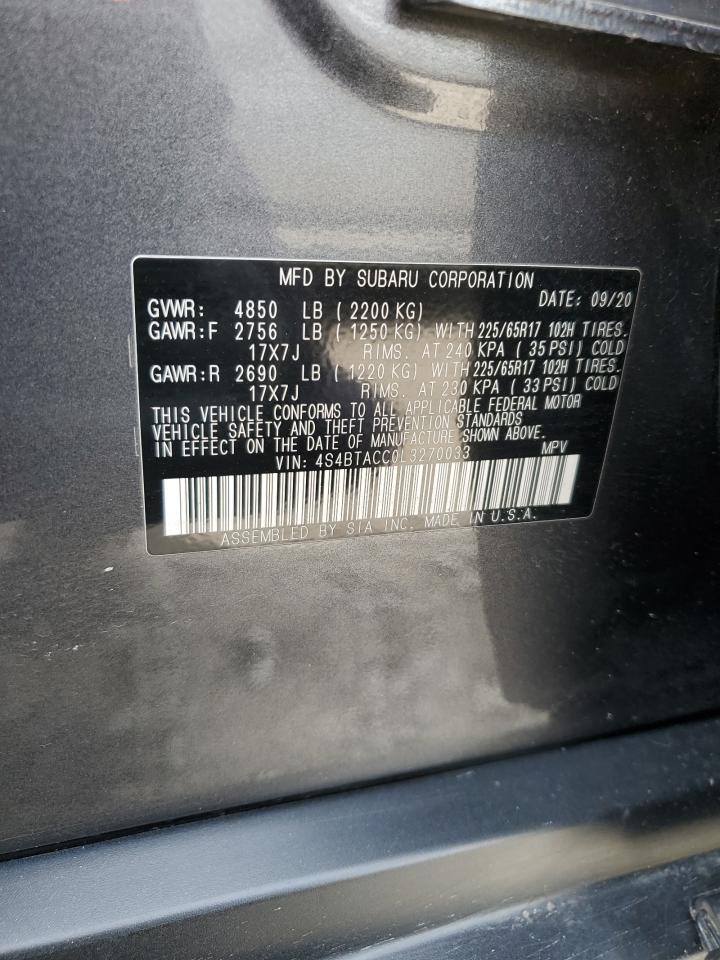 MFD BY SUBARU CORPORATION
DATE: 09/20
GVWR: 4850 LB ( 2200 KG)
GAWR:F 2756 LB ( 1250 KG) WITH 225/65R17 102H TIRES.
17X7J RIMS. AT 240 KPA ( 35 PSI) COLD
GAWR:R 2690 LB ( 1220 KG) WITH 225/65R17 102H TIRES.
17X7J RIMS. AT 230 KPA ( 33 PSI) COLD
THIS VEHICLE CONFORMS TO ALL APPLICABLE FEDERAL MOTOR
VEHICLE SAFETY AND THEFT PREVENTION STANDARDS
IN EFFECT ON THE DATE OF MANUFACTURE SHOWN ABOVE.
VIN: 4S4BTACC0L3270033 MPV
ASSEMBLED BY SIA INC. MADE IN U.S.A.